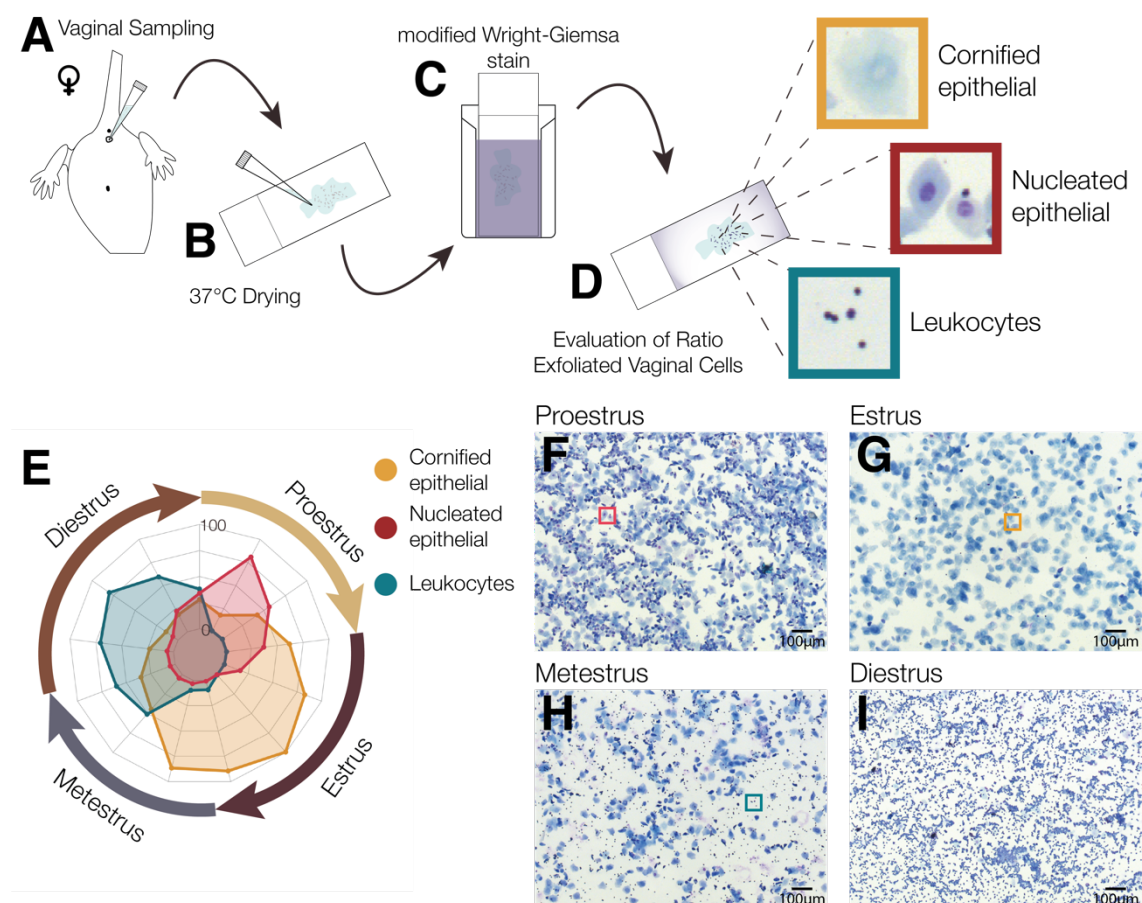 A
Vaginal Sampling
B
37°C Drying
modified Wright-Giemsa
stain
C
D
Evaluation of Ratio
Exfoliated Vaginal Cells
Cornified
epithelial
Nucleated
epithelial
Leukocytes
E
Diestrus
Proestrus
Estrus
Metestrus
100
0
Cornified
epithelial
Nucleated
epithelial
Leukocytes
Proestrus
F
100μm
Estrus
G
100μm
Metestrus
H
100μm
Diestrus
I
100μm